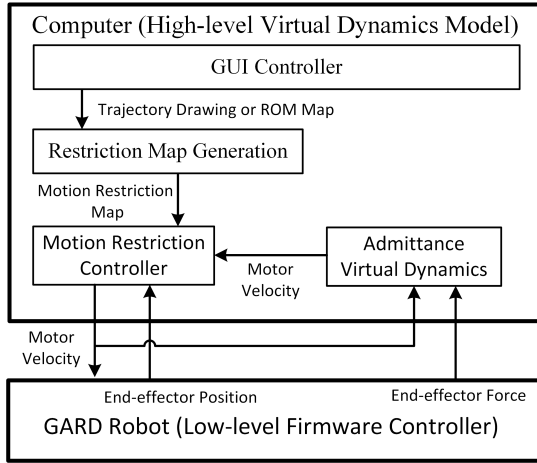 Computer (High-level Virtual Dynamics Model)
GUI Controller
Trajectory Drawing or ROM Map
Restriction Map Generation
Motion Restriction
Map
Motion Restriction
Controller
Motor
Velocity
Admittance
Virtual Dynamics
Motor
Velocity
End-effector Position
End-effector Force
GARD Robot (Low-level Firmware Controller)